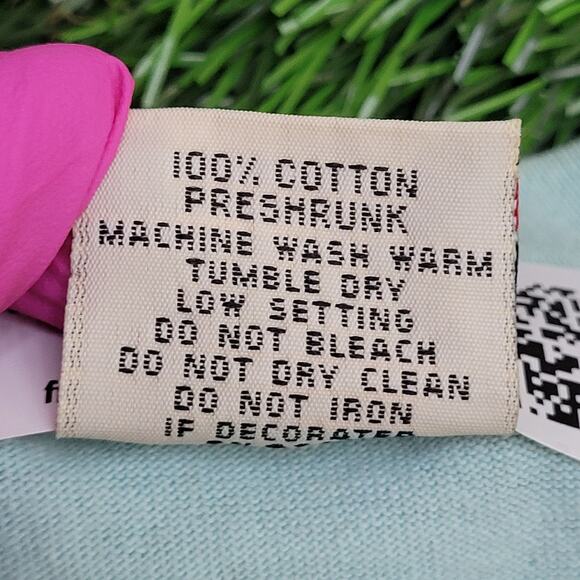 100% COTTON
PRESHRUNK
MACHINE WASH WARM
TUMBLE DRY
LOW SETTING
DO NOT BLEACH
DO NOT DRY CLEAN
DO NOT IRON
IF DECORATED